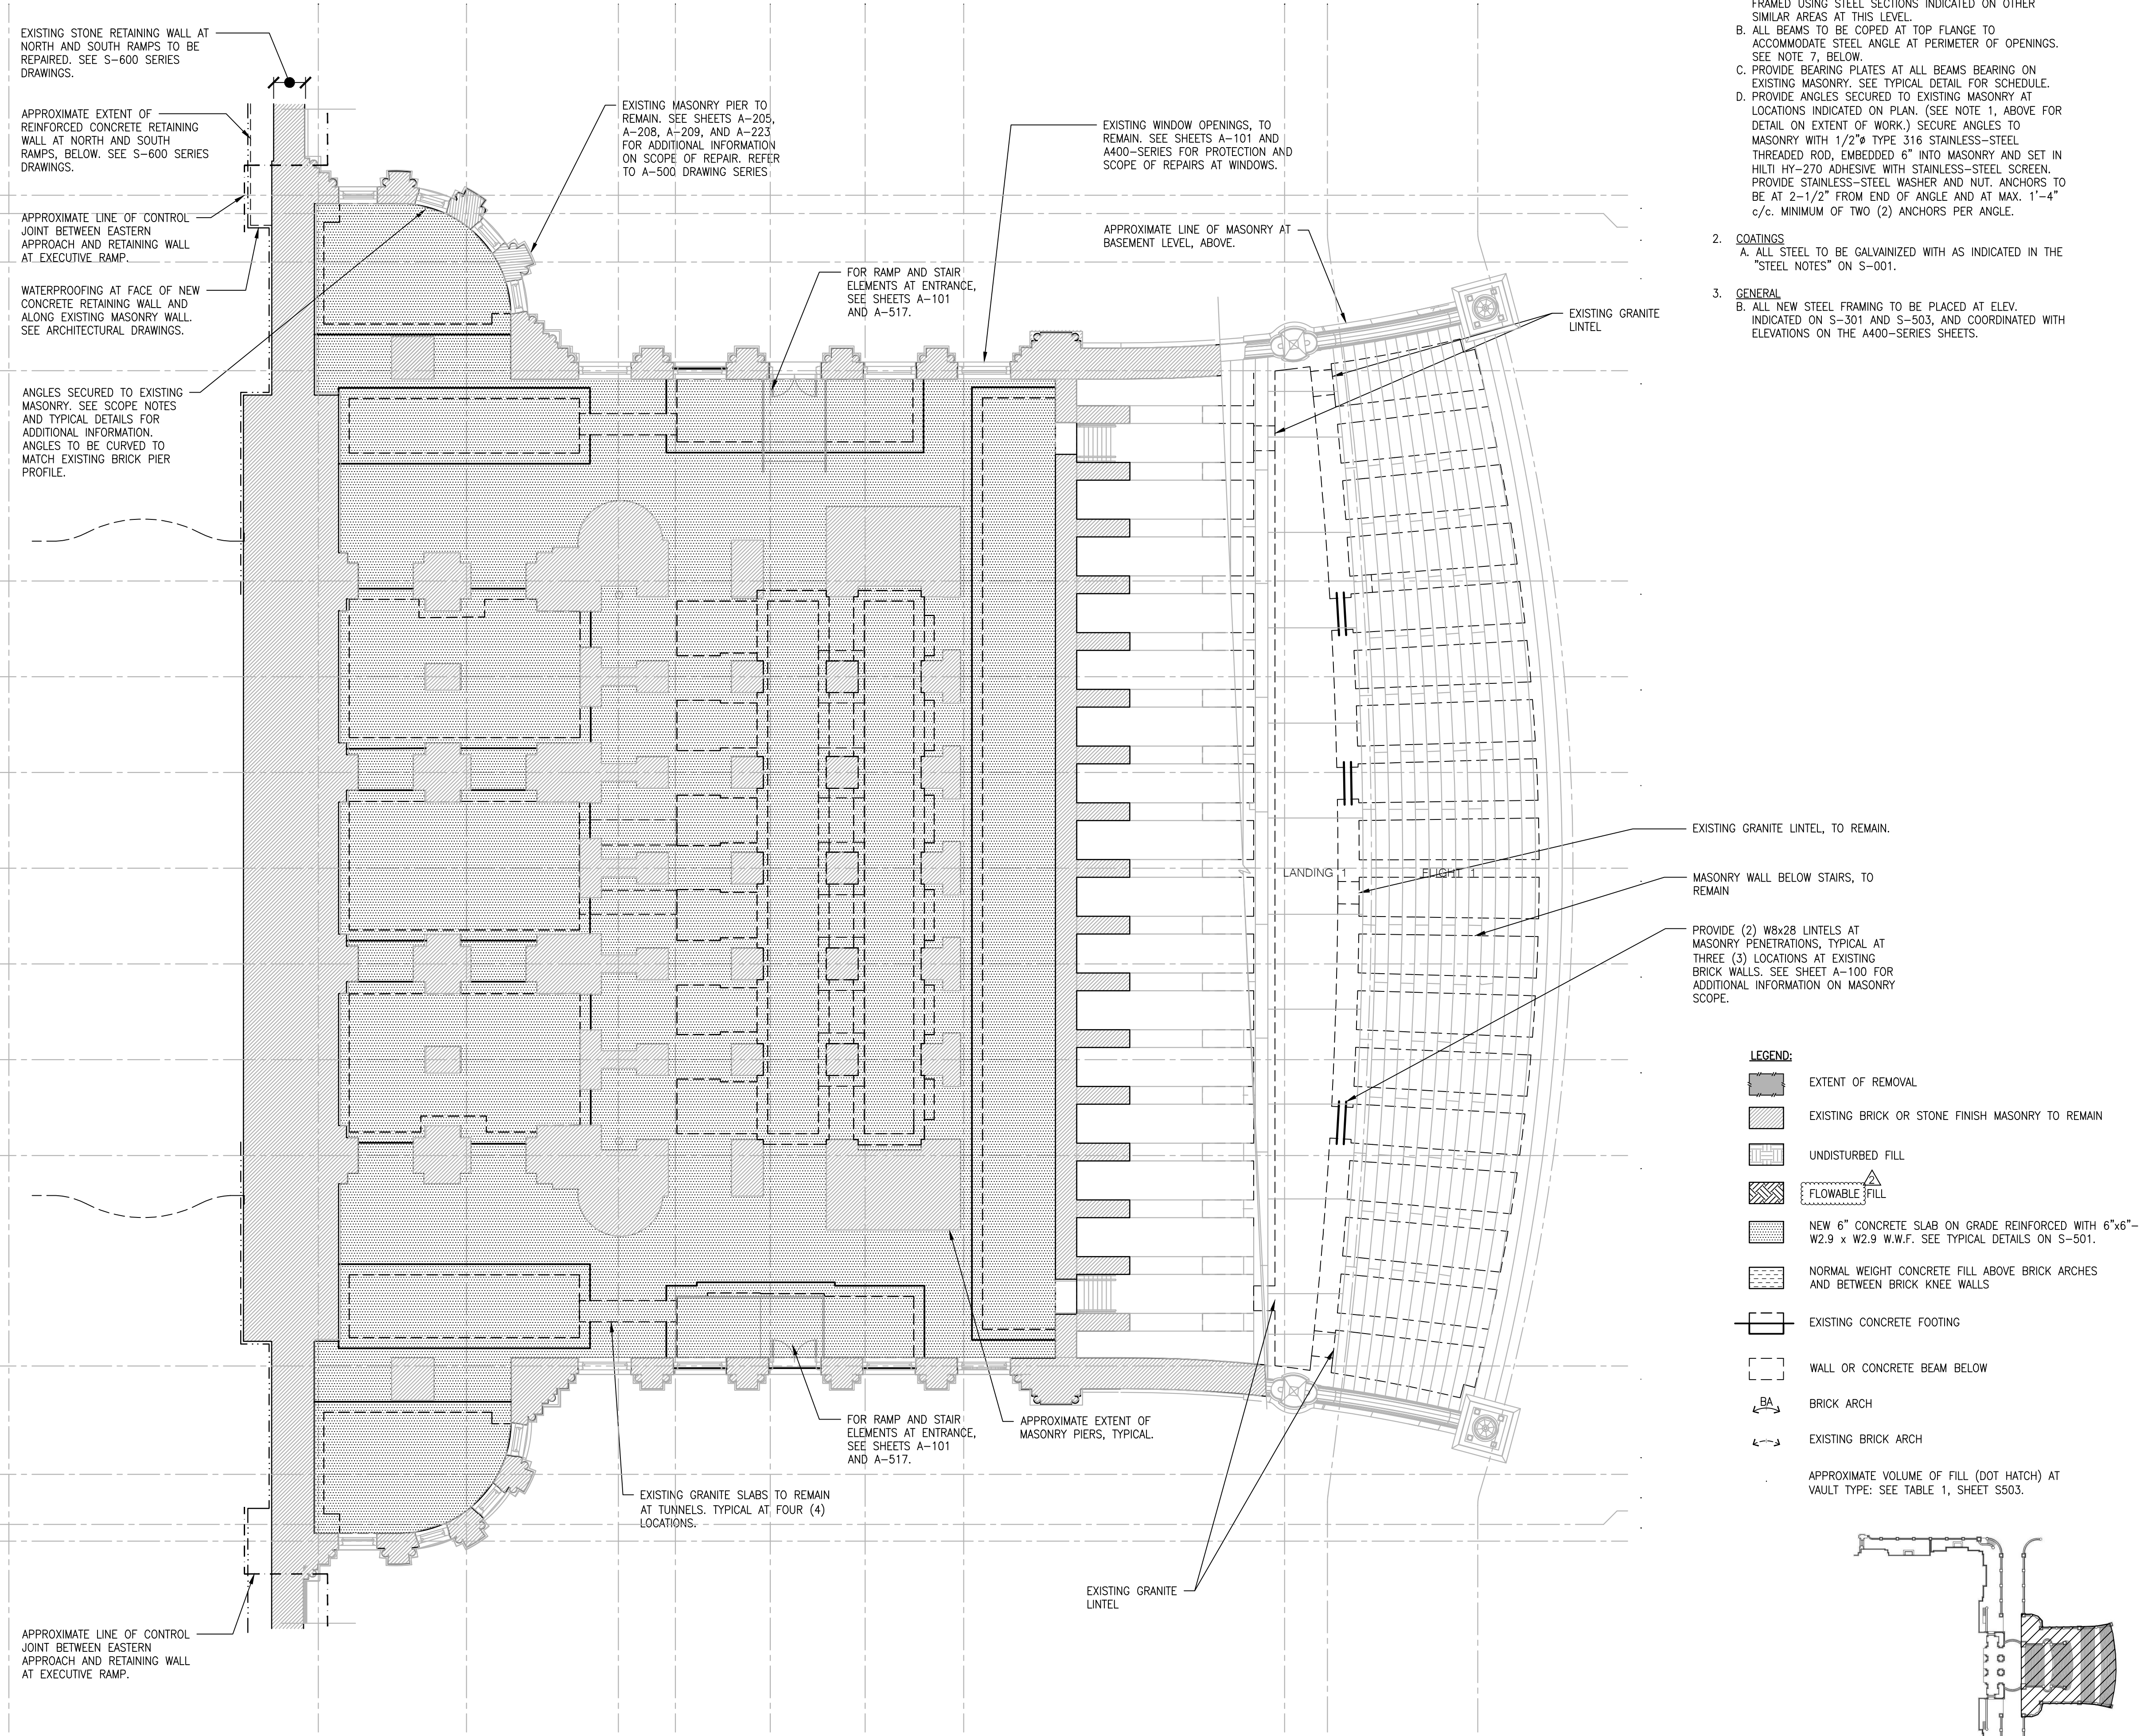 EXISTING STONE RETAINING WALL AT
NORTH AND SOUTH RAMPS TO BE
REPAIRED. SEE S-600 SERIES
DRAWINGS.
APPROXIMATE EXTENT OF
REINFORCED CONCRETE RETAINING
WALL AT NORTH AND SOUTH
RAMPS, BELOW. SEE S-600 SERIES
DRAWINGS.
APPROXIMATE LINE OF CONTROL
JOINT BETWEEN EASTERN
APPROACH AND RETAINING WALL
AT EXECUTIVE RAMP.
WATERPROOFING AT FACE OF NEW
CONCRETE RETAINING WALL AND
ALONG EXISTING MASONRY WALL.
SEE ARCHITECTURAL DRAWINGS.
ANGLES SECURED TO EXISTING
MASONRY. SEE SCOPE NOTES
AND TYPICAL DETAILS FOR
ADDITIONAL INFORMATION.
ANGLES TO BE CURVED TO
MATCH EXISTING BRICK PIER
PROFILE.
APPROXIMATE LINE OF CONTROL
JOINT BETWEEN EASTERN
APPROACH AND RETAINING WALL
AT EXECUTIVE RAMP.
EXISTING MASONRY PIER TO
REMAIN. SEE SHEETS A-205,
A-208, A-209, AND A-223
FOR ADDITIONAL INFORMATION
ON SCOPE OF REPAIR. REFER
TO A-500 DRAWING SERIES
FOR RAMP AND STAIR
ELEMENTS AT ENTRANCE,
SEE SHEETS A-101
AND A-517.
EXISTING WINDOW OPENINGS, TO
REMAIN. SEE SHEETS A-101 AND
A400-SERIES FOR PROTECTION AND
SCOPE OF REPAIRS AT WINDOWS.
APPROXIMATE LINE OF MASONRY AT
BASEMENT LEVEL, ABOVE.
EXISTING GRANITE
LINTEL
LANDING 1
FLIGHT 1
EXISTING GRANITE LINTEL, TO REMAIN.
MASONRY WALL BELOW STAIRS, TO
REMAIN
PROVIDE (2) W8x28 LINTELS AT
MASONRY PENETRATIONS, TYPICAL AT
THREE (3) LOCATIONS AT EXISTING
BRICK WALLS. SEE SHEET A-100 FOR
ADDITIONAL INFORMATION ON MASONRY
SCOPE.
FOR RAMP AND STAIR
ELEMENTS AT ENTRANCE,
SEE SHEETS A-101
AND A-517.
APPROXIMATE EXTENT OF
MASONRY PIERS, TYPICAL.
EXISTING GRANITE SLABS TO REMAIN
AT TUNNELS. TYPICAL AT FOUR (4)
LOCATIONS.
EXISTING GRANITE
LINTEL
FRAMED USING STEEL SECTIONS INDICATED ON OTHER
SIMILAR AREAS AT THIS LEVEL.
B. ALL BEAMS TO BE COPED AT TOP FLANGE TO
ACCOMMODATE STEEL ANGLE AT PERIMETER OF OPENINGS.
SEE NOTE 7, BELOW.
C. PROVIDE BEARING PLATES AT ALL BEAMS BEARING ON
EXISTING MASONRY. SEE TYPICAL DETAIL FOR SCHEDULE.
D. PROVIDE ANGLES SECURED TO EXISTING MASONRY AT
LOCATIONS INDICATED ON PLAN. (SEE NOTE 1, ABOVE FOR
DETAIL ON EXTENT OF WORK.) SECURE ANGLES TO
MASONRY WITH 1/2"ø TYPE 316 STAINLESS-STEEL
THREADED ROD, EMBEDDED 6" INTO MASONRY AND SET IN
HILTI HY-270 ADHESIVE WITH STAINLESS-STEEL SCREEN.
PROVIDE STAINLESS-STEEL WASHER AND NUT. ANCHORS TO
BE AT 2-1/2" FROM END OF ANGLE AND AT MAX. 1'-4"
c/c. MINIMUM OF TWO (2) ANCHORS PER ANGLE.
2. COATINGS
A. ALL STEEL TO BE GALVANIZED WITH AS INDICATED IN THE
"STEEL NOTES" ON S-001.
3. GENERAL
B. ALL NEW STEEL FRAMING TO BE PLACED AT ELEV.
INDICATED ON S-301 AND S-503, AND COORDINATED WITH
ELEVATIONS ON THE A400-SERIES SHEETS.
LEGEND:
EXTENT OF REMOVAL
EXISTING BRICK OR STONE FINISH MASONRY TO REMAIN
UNDISTURBED FILL
2
FLOWABLE FILL
NEW 6" CONCRETE SLAB ON GRADE REINFORCED WITH 6"x6"-
W2.9 x W2.9 W.W.F. SEE TYPICAL DETAILS ON S-501.
NORMAL WEIGHT CONCRETE FILL ABOVE BRICK ARCHES
AND BETWEEN BRICK KNEE WALLS
EXISTING CONCRETE FOOTING
WALL OR CONCRETE BEAM BELOW
BA
BRICK ARCH
EXISTING BRICK ARCH
APPROXIMATE VOLUME OF FILL (DOT HATCH) AT
VAULT TYPE: SEE TABLE 1, SHEET S503.